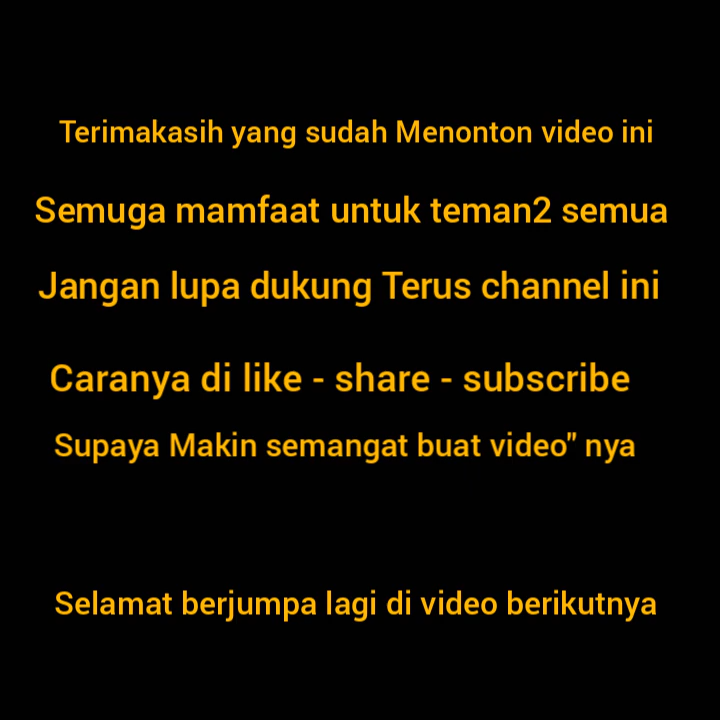 Terimakasih yang sudah Menonton video ini
Semuga mamfaat untuk teman2 semua
Jangan lupa dukung Terus channel ini
Caranya di like - share - subscribe
Supaya Makin semangat buat video" nya
Selamat berjumpa lagi di video berikutnya